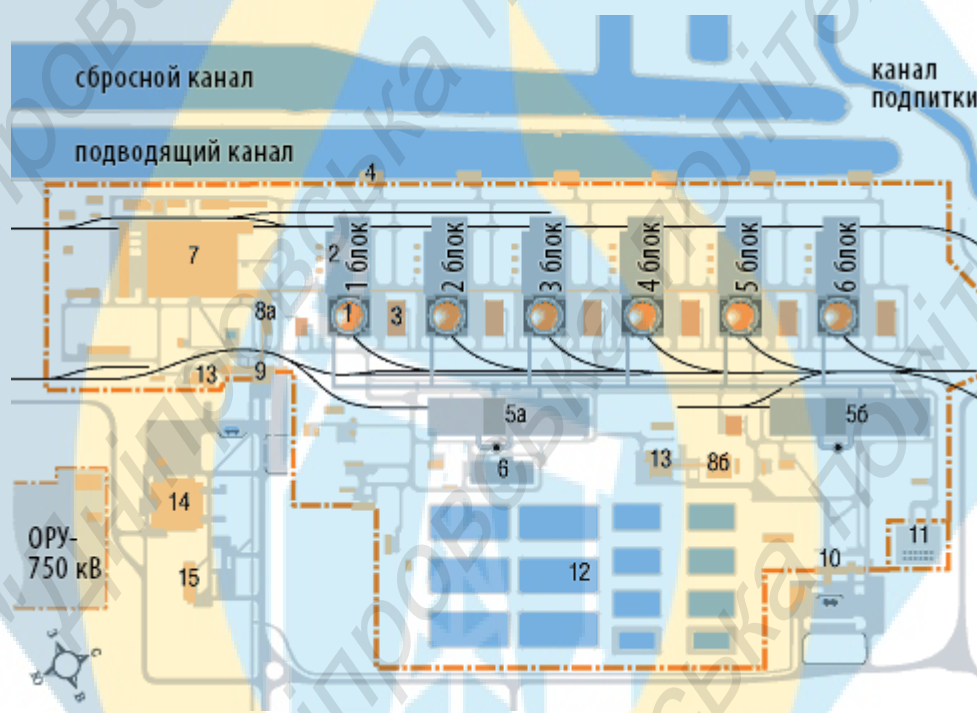 сбросной канал
канал
подпитки
подводящий канал
4
7
2
1 блок
2 блок
3 блок
4 блок
5 блок
6 блок
8а
1
3
13
9
5а
5б
6
13
8б
14
ОРУ-
750 кВ
15
12
10
11
З
С
Ю
В